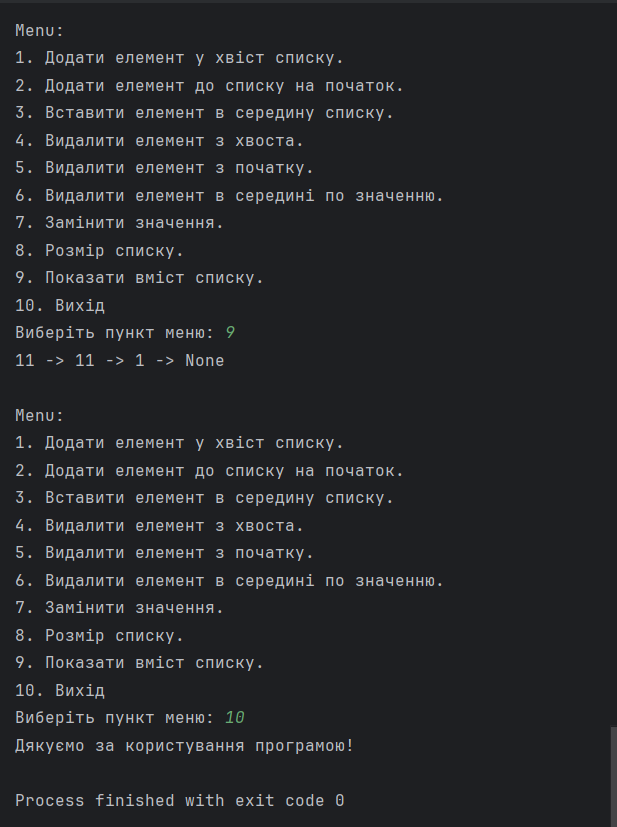 Menu:
1. Додати елемент у хвіст списку.
2. Додати елемент до списку на початок.
3. Вставити елемент в середину списку.
4. Видалити елемент з хвоста.
5. Видалити елемент з початку.
6. Видалити елемент в середині по значенню.
7. Замінити значення.
8. Розмір списку.
9. Показати вміст списку.
10. Вихід
Виберіть пункт меню: 9
11 -> 11 -> 1 -> None
Menu:
1. Додати елемент у хвіст списку.
2. Додати елемент до списку на початок.
3. Вставити елемент в середину списку.
4. Видалити елемент з хвоста.
5. Видалити елемент з початку.
6. Видалити елемент в середині по значенню.
7. Замінити значення.
8. Розмір списку.
9. Показати вміст списку.
10. Вихід
Виберіть пункт меню: 10
Дякуємо за користування програмою!
Process finished with exit code 0